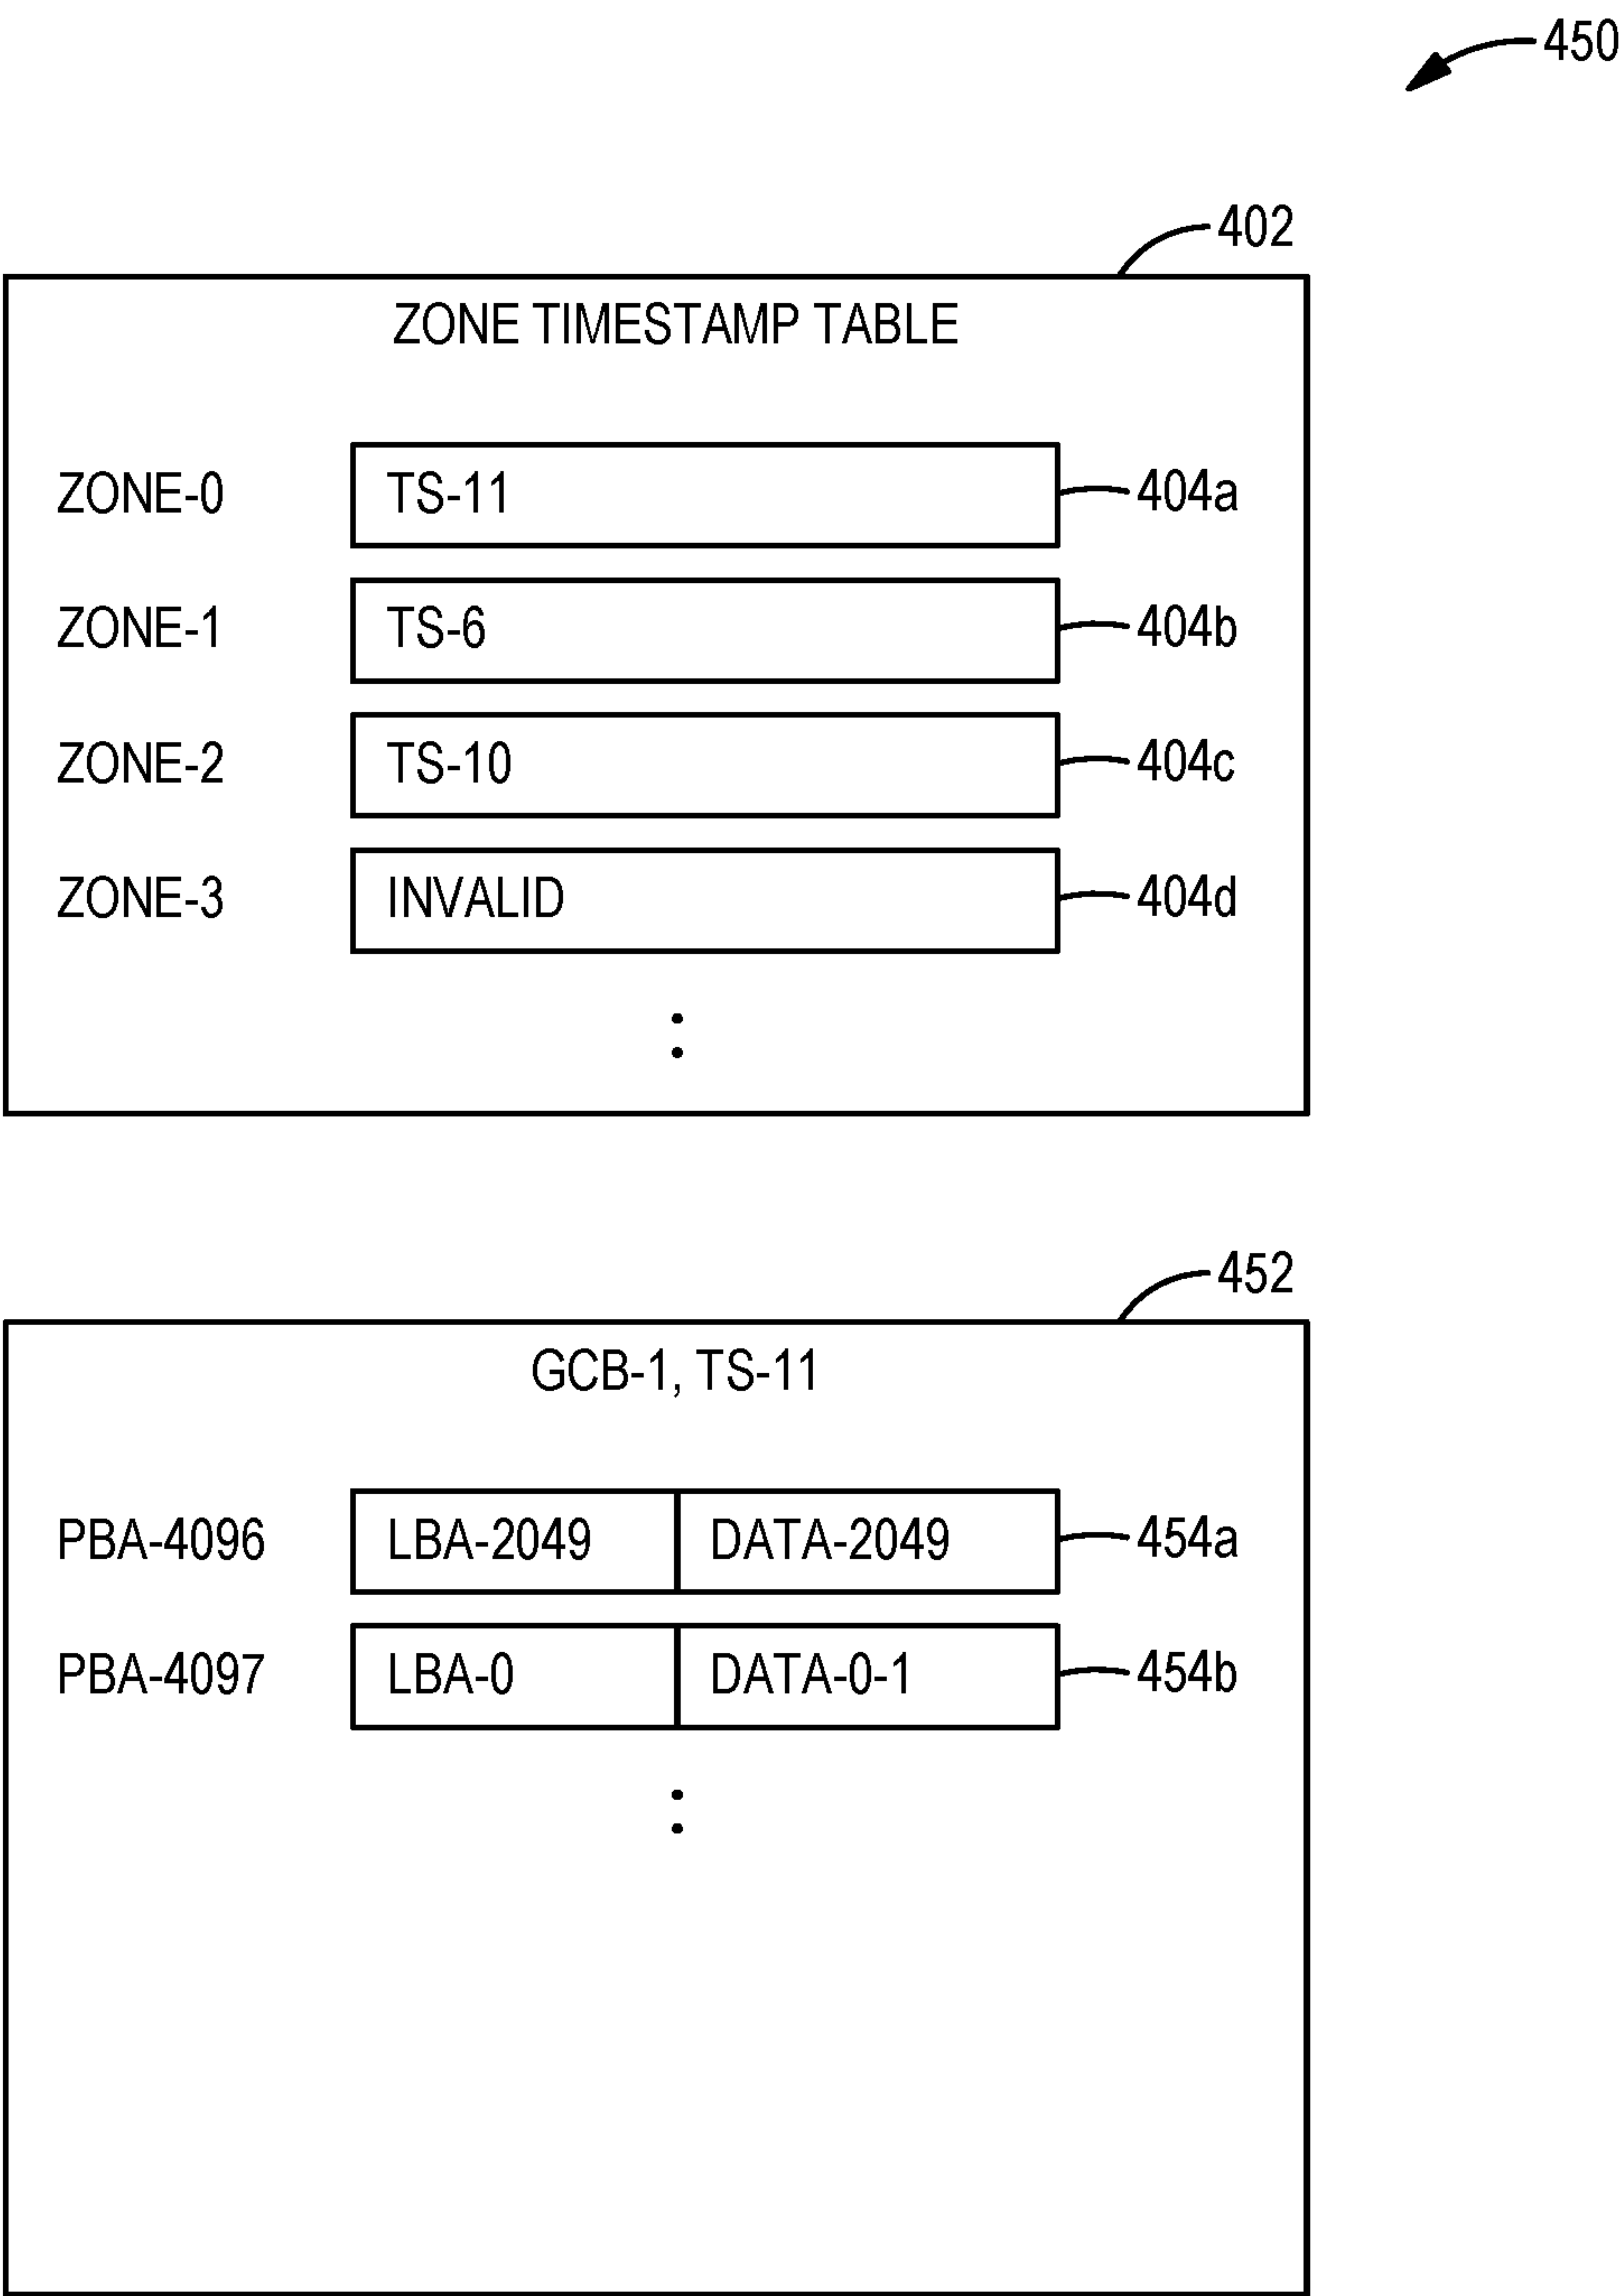 450
402
ZONE TIMESTAMP TABLE
ZONE-0 TS-11 404a
ZONE-1 TS-6 404b
ZONE-2 TS-10 404c
ZONE-3 INVALID 404d
452
GCB-1, TS-11
PBA-4096 LBA-2049 DATA-2049 454a
PBA-4097 LBA-0 DATA-0-1 454b